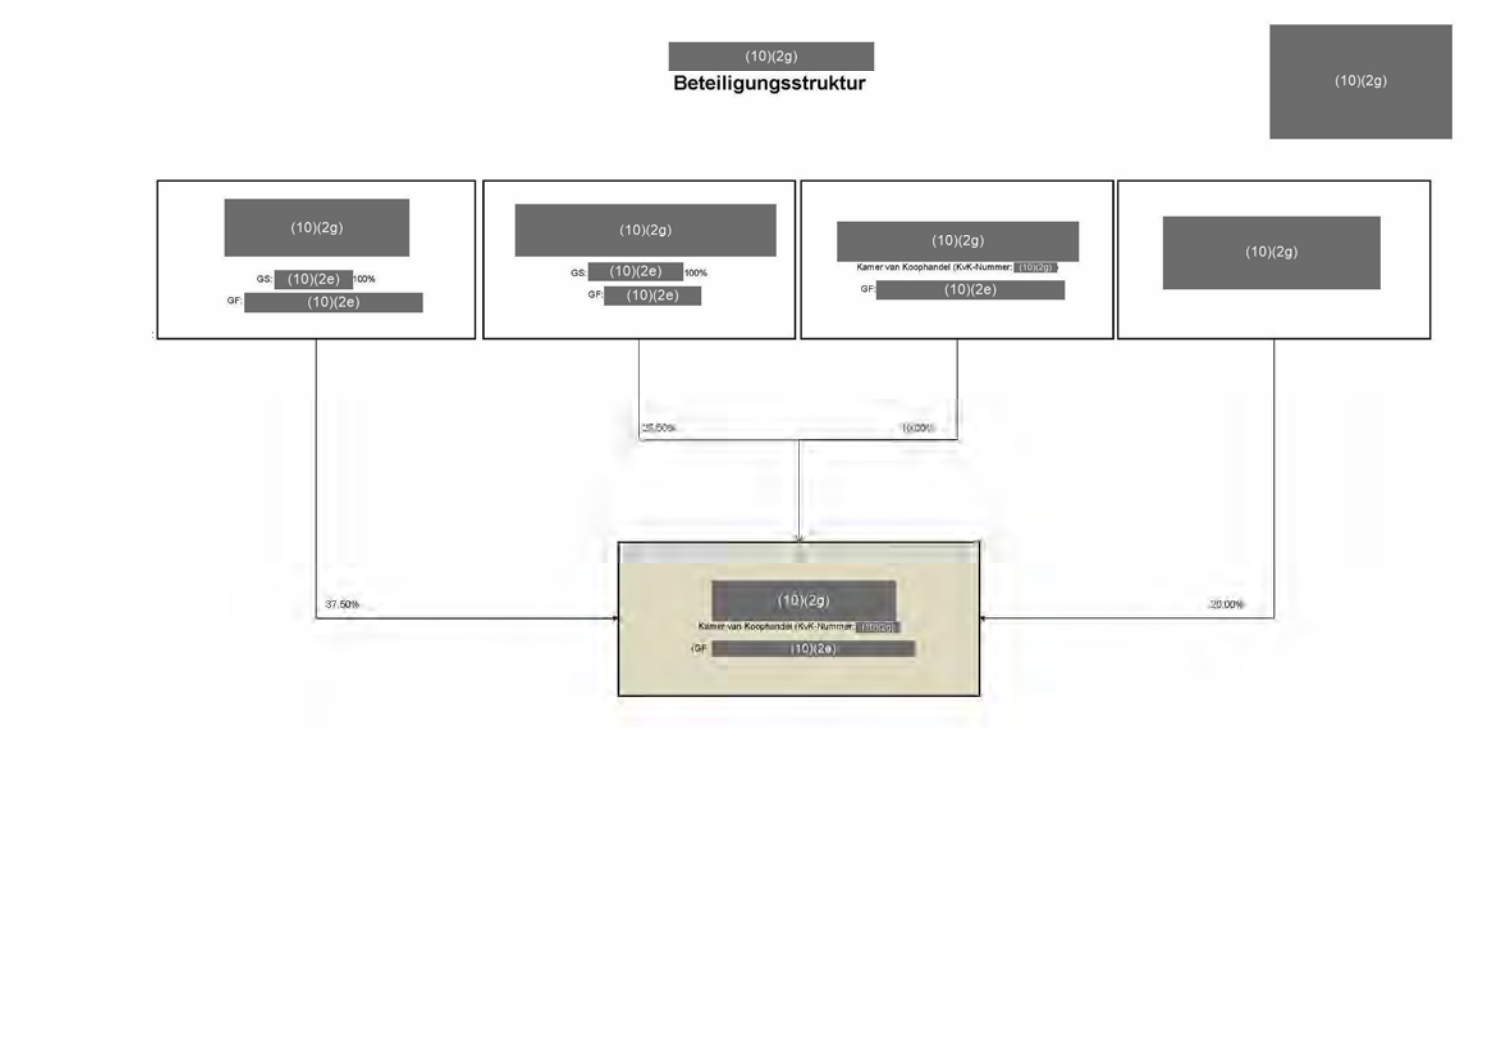 (10)(2g)
Beteiligungsstruktur
(10)(2g)
(10)(2g)
GS: (10)(2e) 100%
GF: (10)(2e)
(10)(2g)
GS: (10)(2e) 100%
GF: (10)(2e)
(10)(2g)
Kamer van Koophandel (KvK-Nummer: (10)(2g)
GF: (10)(2e)
(10)(2g)
10.00%
37.50%
20.00%
(10)(2g)
Kamer van Koophandel (KvK-Nummer: (10)(2g)
(GF (10)(2e)